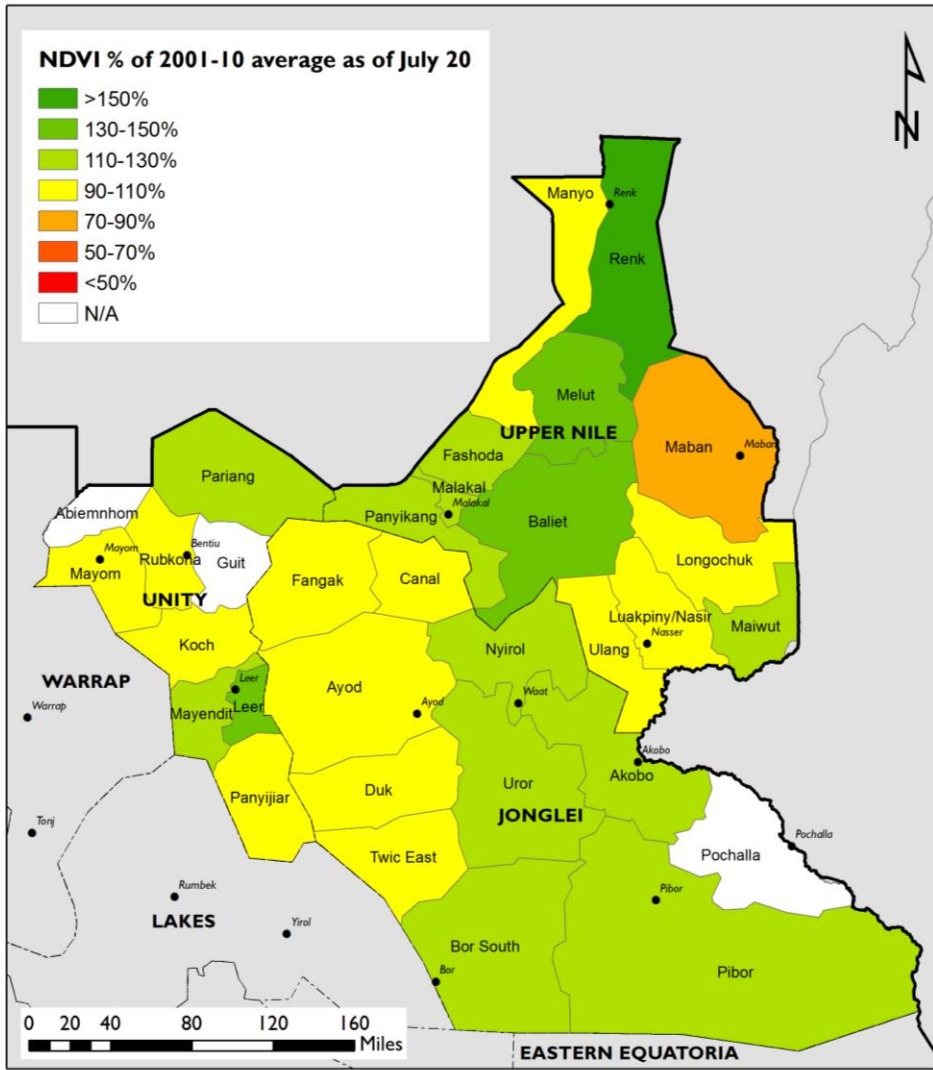 NDVI % of 2001-10 average as of July 20
>150%
130-150%
110-130%
90-110%
70-90%
50-70%
<50%
N/A
N
Manyo
Renk
Renk
Melut
UPPER NILE
Maban
Maban
Fashoda
Pariang
Malakal
Malakal
Panyikang
Baliet
Abiemnhom
Mayom
Mayom
Rubkona
Bentiu
Guit
Fangak
Canal
Longochuk
UNITY
Luakpiny/Nasir
Nasser
Maiwut
Koch
Nyirol
Ulang
WARRAP
Warrap
Leer
Leer
Mayendit
Ayod
Ayod
Waat
Akobo
Akobo
Panyijiar
Duk
Uror
JONGLEI
Tonj
Twic East
Pochalla
Pochalla
Rumbek
LAKES
Yirol
Pibor
Bor South
Bor
Pibor
0 20 40 80 120 160
Miles
EASTERN EQUATORIA